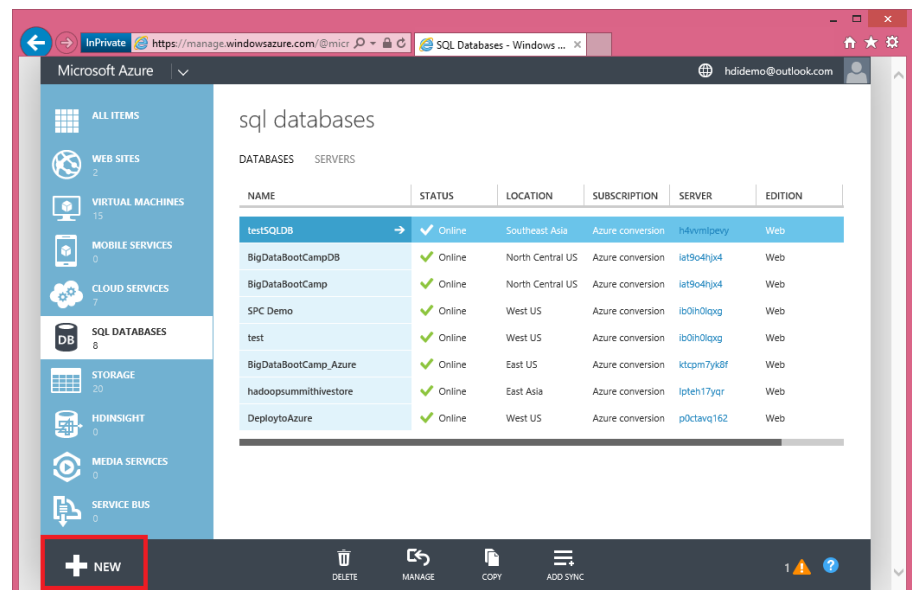 InPrivate https://manage.windowsazure.com/@micr SQL Databases - Windows ...
Microsoft Azure hdidemo@outlook.com
ALL ITEMS
WEB SITES
2
VIRTUAL MACHINES
15
MOBILE SERVICES
0
CLOUD SERVICES
7
DB
SQL DATABASES
8
STORAGE
20
HDINSIGHT
0
MEDIA SERVICES
0
SERVICE BUS
0
sql databases
DATABASES SERVERS
NAME STATUS LOCATION SUBSCRIPTION SERVER EDITION
testSQLDB Online Southeast Asia Azure conversion h4vvmlpevy Web
BigDataBootCampDB Online North Central US Azure conversion iat9o4hjx4 Web
BigDataBootCamp Online North Central US Azure conversion iat9o4hjx4 Web
SPC Demo Online West US Azure conversion ib0ih0lqxg Web
test Online West US Azure conversion ib0ih0lqxg Web
BigDataBootCamp_Azure Online East US Azure conversion ktcpm7yk8f Web
hadoopsummithivestore Online East Asia Azure conversion lpteh17yqr Web
DeploytoAzure Online West US Azure conversion p0ctavq162 Web
NEW DELETE MANAGE COPY ADD SYNC 1 ?